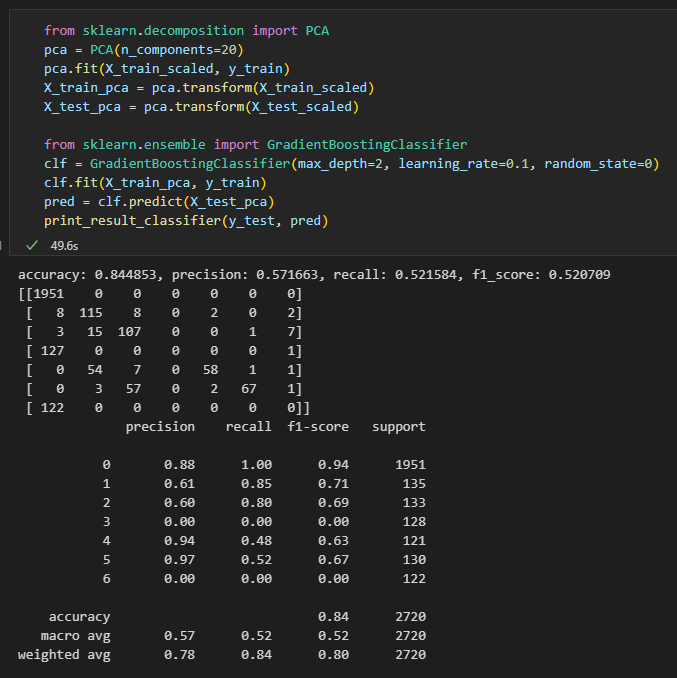 from sklearn.decomposition import PCA
pca = PCA(n_components=20)
pca.fit(X_train_scaled, y_train)
X_train_pca = pca.transform(X_train_scaled)
X_test_pca = pca.transform(X_test_scaled)
from sklearn.ensemble import GradientBoostingClassifier
clf = GradientBoostingClassifier(max_depth=2, learning_rate=0.1, random_state=0)
clf.fit(X_train_pca, y_train)
pred = clf.predict(X_test_pca)
print_result_classifier(y_test, pred)
49.6s
accuracy: 0.844853, precision: 0.571663, recall: 0.521584, f1_score: 0.520709
[[1951 0 0 0 0 0 0]
[ 8 115 8 0 2 0 2]
[ 3 15 107 0 0 1 7]
[ 127 0 0 0 0 0 1]
[ 0 54 7 0 58 1 1]
[ 0 3 57 0 2 67 1]
[ 122 0 0 0 0 0 0]]
precision recall f1-score support
0 0.88 1.00 0.94 1951
1 0.61 0.85 0.71 135
2 0.60 0.80 0.69 133
3 0.00 0.00 0.00 128
4 0.94 0.48 0.63 121
5 0.97 0.52 0.67 130
6 0.00 0.00 0.00 122
accuracy 0.84 2720
macro avg 0.57 0.52 0.52 2720
weighted avg 0.78 0.84 0.80 2720